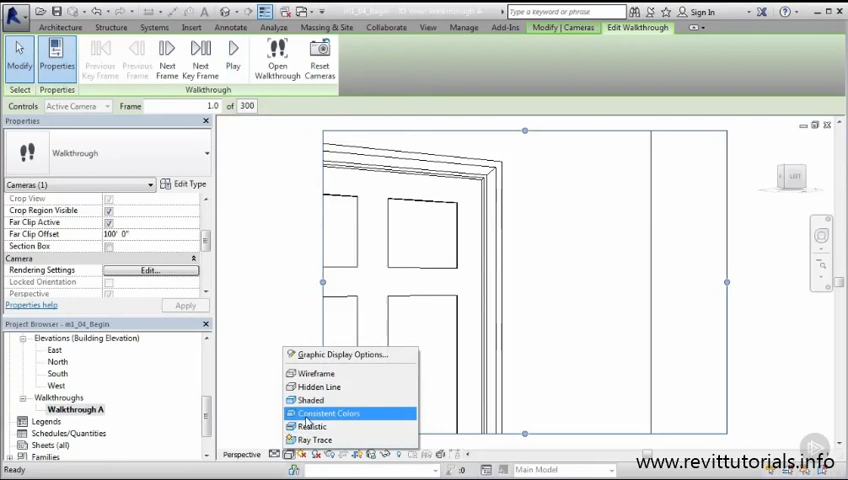 Type a keyword or phrase
Sign In
Architecture Structure Systems Insert Annotate Analyze Massing & Site Collaborate View Manage Add-Ins Modify | Cameras Edit Walkthrough
Modify Properties Previous Key Frame Previous Frame Next Frame Next Key Frame Play Open Walkthrough Reset Cameras
Select Properties Walkthrough
Controls Active Camera Frame 1.0 of 300
Properties
Walkthrough
Cameras (1) Edit Type
Crop View
Crop Region Visible
Far Clip Active
Far Clip Offset 100' 0"
Section Box
Camera
Rendering Settings Edit...
Locked Orientation
Perspective
Properties help Apply
LEFT
Project Browser - m1_04_Begin
Elevations (Building Elevation)
East
North
South
West
Walkthroughs
Walkthrough A
Legends
Schedules/Quantities
Sheets (all)
Families
Graphic Display Options...
Wireframe
Hidden Line
Shaded
Consistent Colors
Realistic
Ray Trace
Perspective
Ready :0 Main Model
www.revittutorials.info